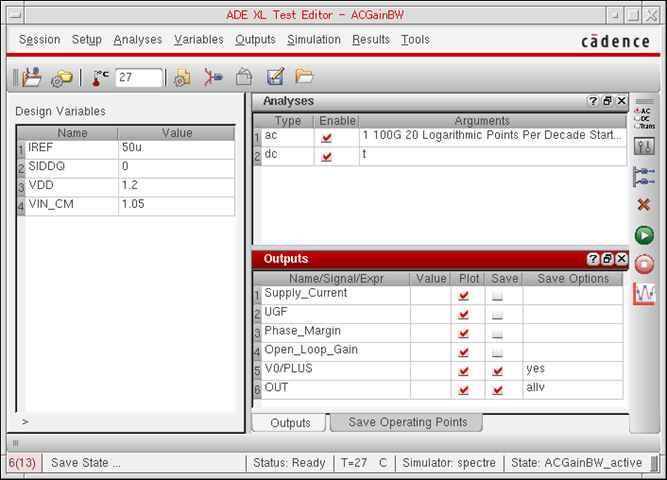 ADE XL Test Editor - ACGainBW
Session Setup Analyses Variables Outputs Simulation Results Tools
cādence
°C 27
Design Variables
Name Value
1 IREF 50u
2 SIDDQ 0
3 VDD 1.2
4 VIN_CM 1.05
>
Analyses
Type Enable Arguments
1 ac 1 100G 20 Logarithmic Points Per Decade Start...
2 dc t
AC
DC
Trans
Outputs
Name/Signal/Expr Value Plot Save Save Options
1 Supply_Current
2 UGF
3 Phase_Margin
4 Open_Loop_Gain
5 V0/PLUS yes
6 OUT allv
Outputs Save Operating Points
6(13) Save State ... Status: Ready T=27 C Simulator: spectre State: ACGainBW_active